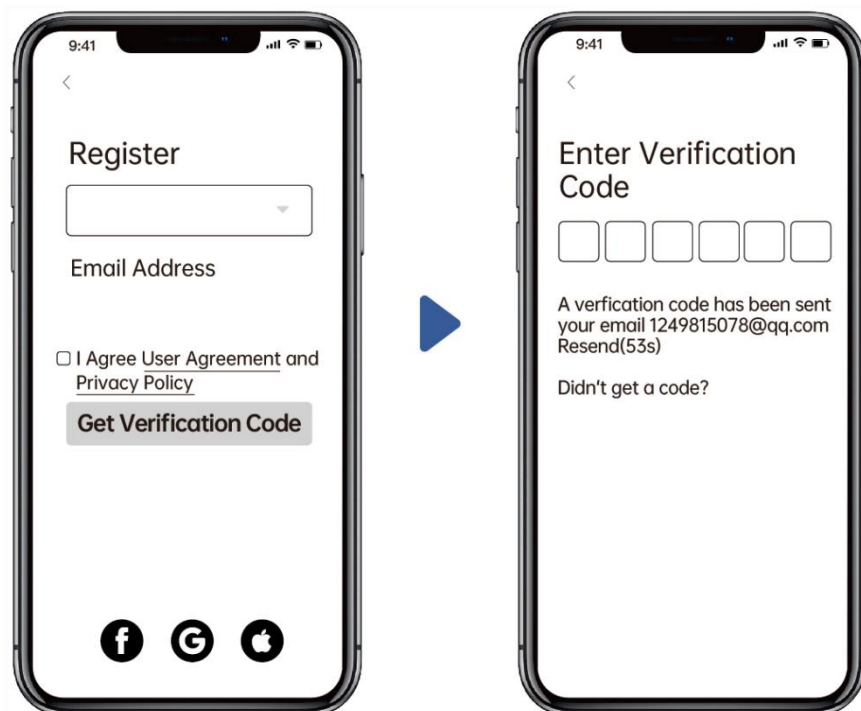 9:41
Register
Email Address
I Agree User Agreement and
Privacy Policy
Get Verification Code
9:41
Enter Verification
Code
A verfication code has been sent
your email 1249815078@qq.com
Resend(53s)
Didn't get a code?